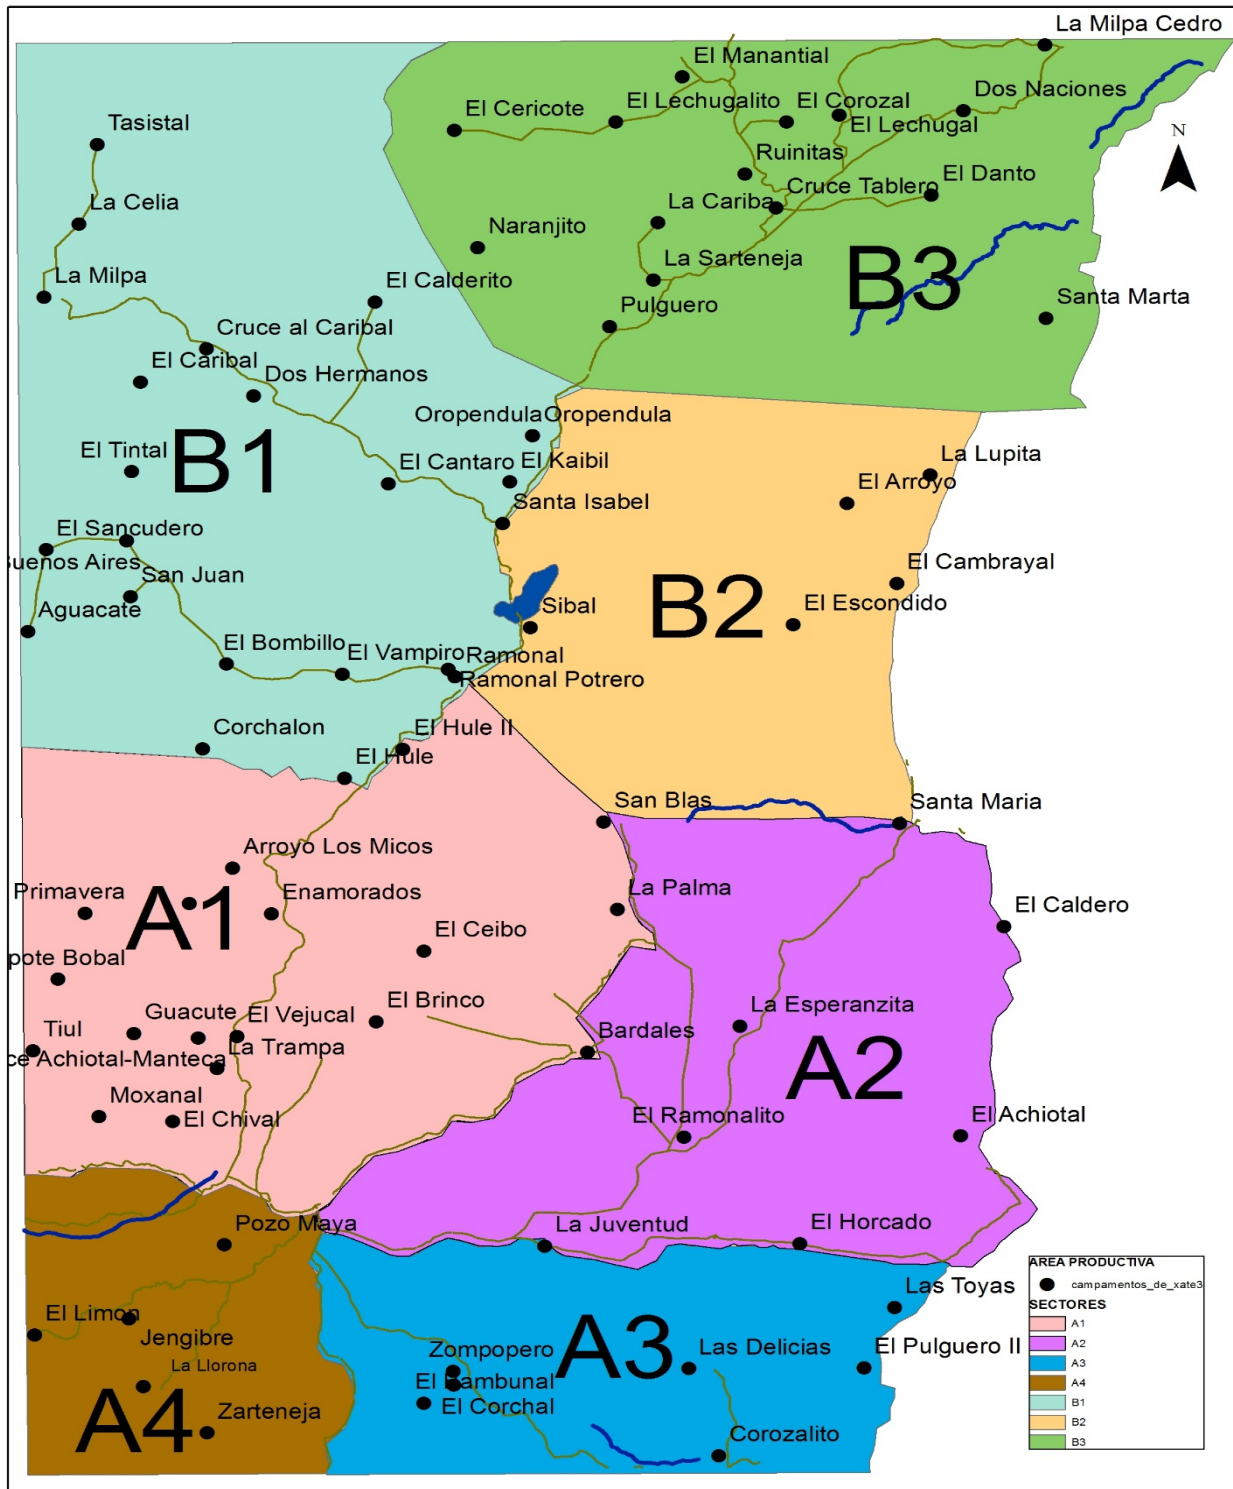 La Milpa Cedro
El Manantial
El Cericote
El Lechugalito
El Corozal
Dos Naciones
El Lechugal
N
Tasistal
Ruinitas
Cruce Tablero
El Danto
La Celia
La Cariba
Naranjito
La Sarteneja
B3
La Milpa
El Calderito
Pulguero
Santa Marta
Cruce al Caribal
El Caribal
Dos Hermanos
Oropendula
Oropendula
El Tintal
B1
El Cantaro
El Kaibil
La Lupita
El Arroyo
Santa Isabel
El Sancudero
Buenos Aires
San Juan
El Cambrayal
Aguacate
Sibal
B2
El Escondido
El Bombillo
El Vampiro
Ramonal
Ramonal Potrero
Corchalon
El Hule II
El Hule
San Blas
Santa Maria
Arroyo Los Micos
Primavera
A1
Enamorados
La Palma
El Ceibo
El Caldero
pote Bobal
El Brinco
La Esperanzita
Guacute
El Vejucal
Tiul
La Trampa
Bardales
ce Achiotal-Manteca
A2
Moxanal
El Chival
El Ramonalito
El Achiotal
Pozo Maya
La Juventud
El Horcado
El Limon
Jengibre
La Llorona
A4
Zarteneja
Zompopero
El Bambunal
El Corchal
A3
Las Delicias
Las Toyas
El Pulguero II
Corozalito
AREA PRODUCTIVA
campamentos_de_xate3
SECTORES
A1
A2
A3
A4
B1
B2
B3